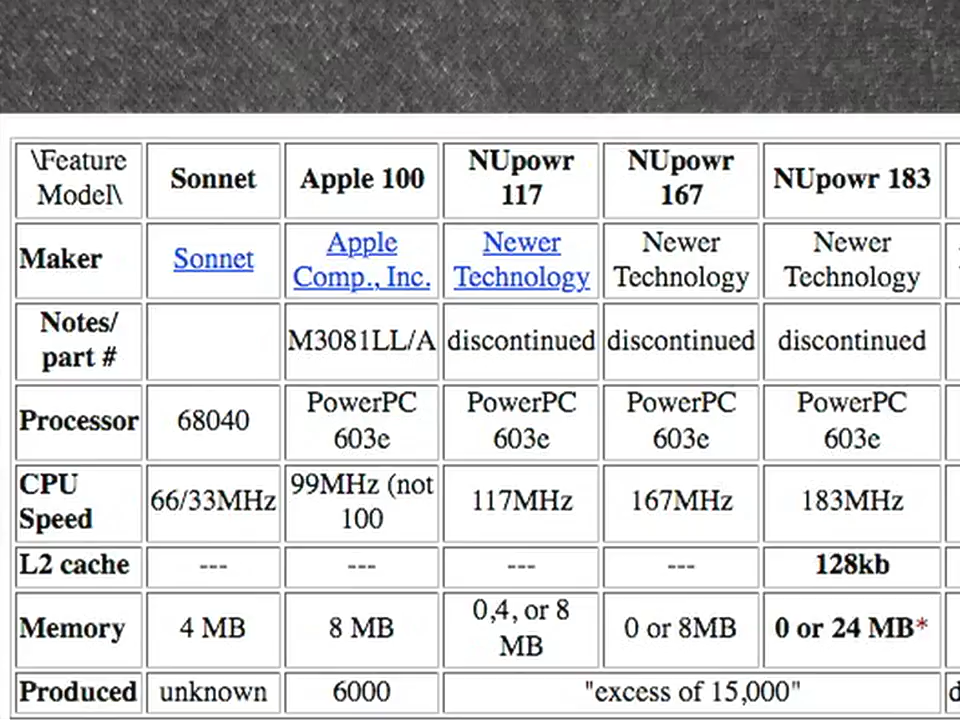 \Feature Model\ Sonnet Apple 100 NUpowr 117 NUpowr 167 NUpowr 183
Maker Sonnet Apple Comp., Inc. Newer Technology Newer Technology Newer Technology
Notes/ part # M3081LL/A discontinued discontinued discontinued
Processor 68040 PowerPC 603e PowerPC 603e PowerPC 603e PowerPC 603e
CPU Speed 66/33MHz 99MHz (not 100 117MHz 167MHz 183MHz
L2 cache --- --- --- --- 128kb
Memory 4 MB 8 MB 0,4, or 8 MB 0 or 8MB 0 or 24 MB*
Produced unknown 6000 "excess of 15,000"